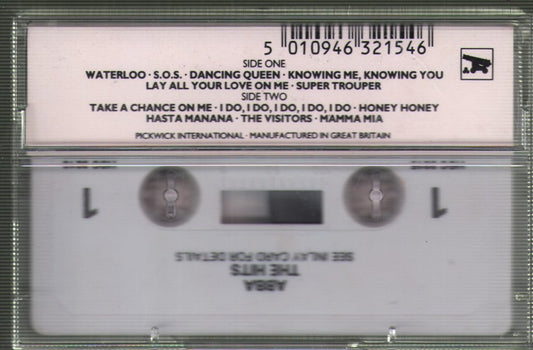 5 010946 321546
SIDE ONE
WATERLOO · S.O.S. · DANCING QUEEN · KNOWING ME, KNOWING YOU
LAY ALL YOUR LOVE ON ME · SUPER TROUPER
SIDE TWO
TAKE A CHANCE ON ME · I DO, I DO, I DO, I DO, I DO · HONEY HONEY
HASTA MANANA · THE VISITORS · MAMMA MIA
PICKWICK INTERNATIONAL · MANUFACTURED IN GREAT BRITAIN
1 1
SEE INLAY CARD FOR DETAILS
THE HITS
ABBA